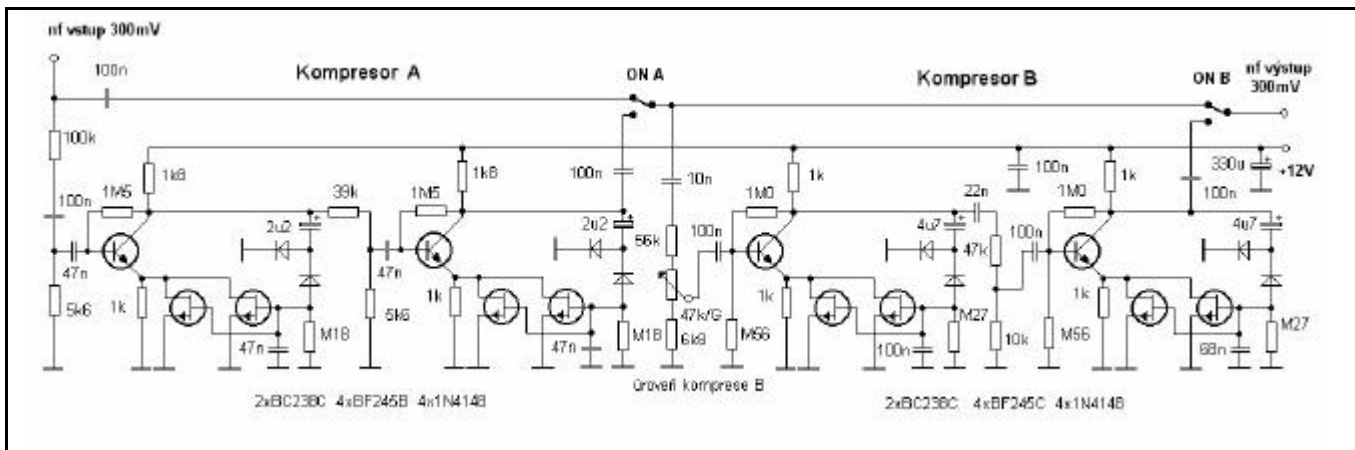 nf vstup 300mV
100n
Kompresor A
ON A
Kompresor B
ON B
nf výstup
300mV
100k
1k8
1k8
100n
10n
1k
100n
1k
330u
+
+12V
100n
1M5
39k
1M5
1M0
22n
1M0
100n
2u2
+
2u2
+
56k
100n
4u7
+
47k
100n
4u7
+
47n
47n
5k6
1k
5k6
1k
47k/G
1k
1k
M18
M18
6k8
M56
M27
10k
M56
M27
47n
47n
100n
68n
úroveň komprese B
2xBC238C 4xBF245B 4x1N4148
2xBC238C 4xBF245C 4x1N4148